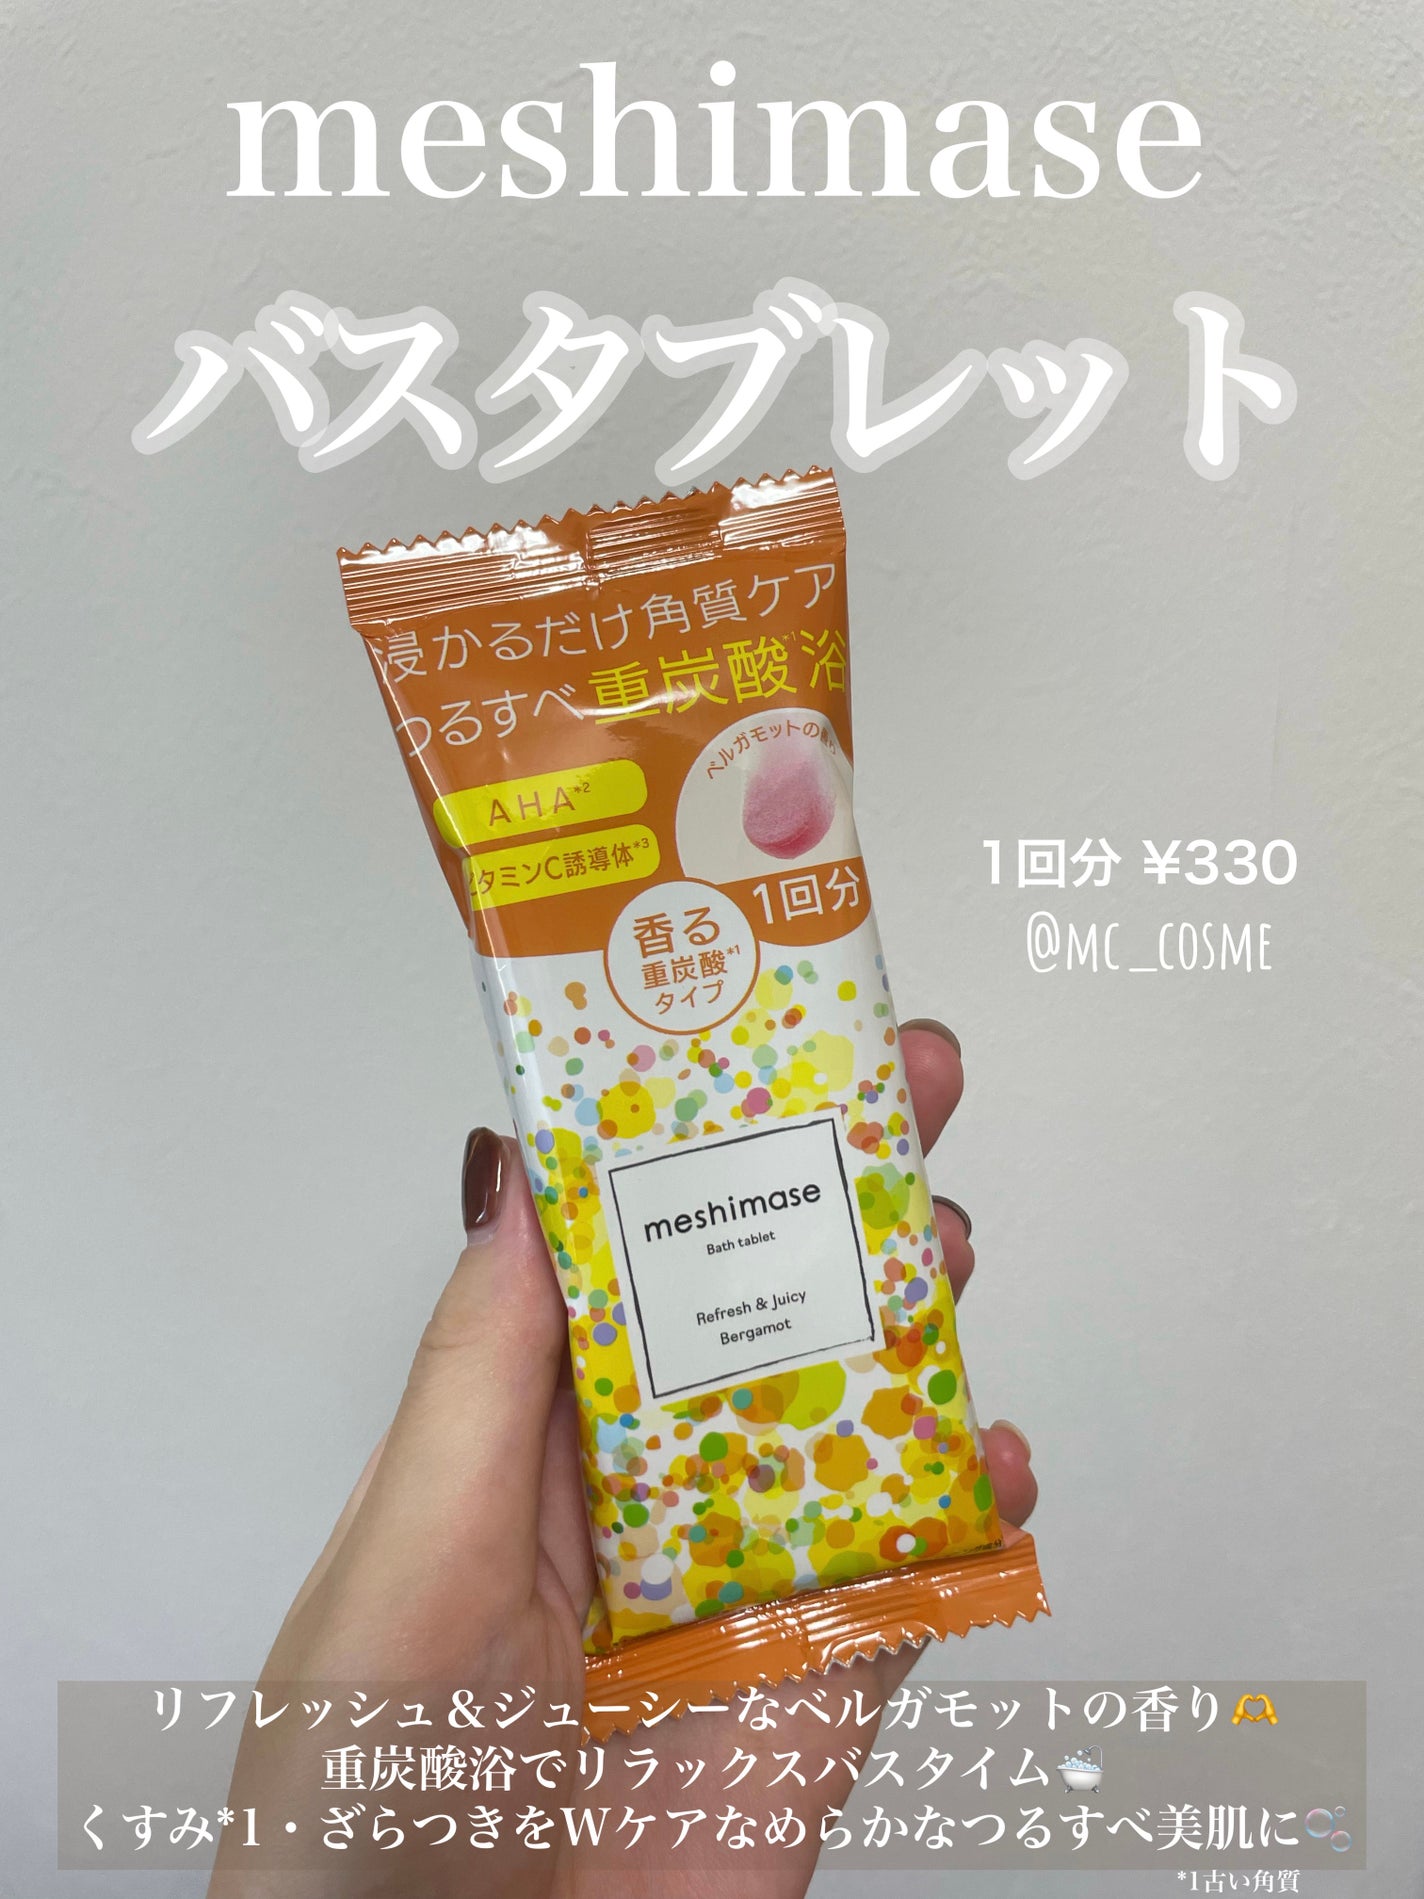 meshimase
バスタブレット
浸かるだけ角質ケア
つるすべ重炭酸*1浴
ベルガモットの香り
AHA*2
ビタミンC誘導体*3
1回分
香る
重炭酸*1
タイプ
1回分 ¥330
@MC_COSME
meshimase
Bath tablet
Refresh & Juicy
Bergamot
リフレッシュ&ジューシーなベルガモットの香り🫶
重炭酸浴でリラックスバスタイム🛁
くすみ*1・ざらつきをWケアなめらかなつるすべ美肌に🫧
*1古い角質